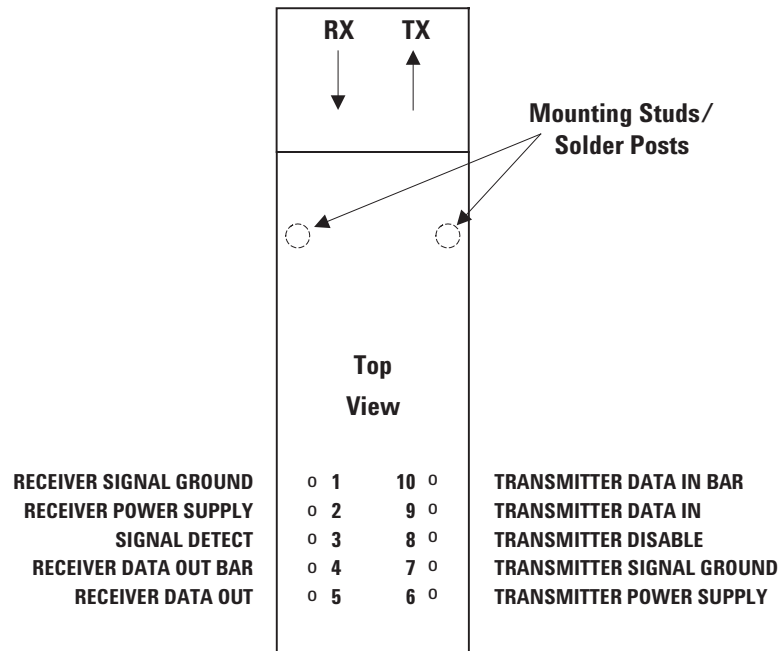 RX TX
Mounting Studs/
Solder Posts
Top
View
RECEIVER SIGNAL GROUND o 1 10 o TRANSMITTER DATA IN BAR
RECEIVER POWER SUPPLY o 2 9 o TRANSMITTER DATA IN
SIGNAL DETECT o 3 8 o TRANSMITTER DISABLE
RECEIVER DATA OUT BAR o 4 7 o TRANSMITTER SIGNAL GROUND
RECEIVER DATA OUT o 5 6 o TRANSMITTER POWER SUPPLY